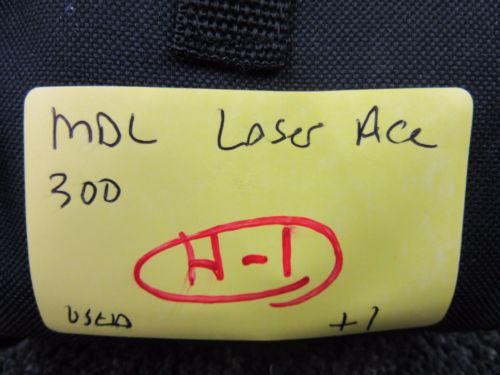 MDL Laser Ace
300
H-1
USED +1